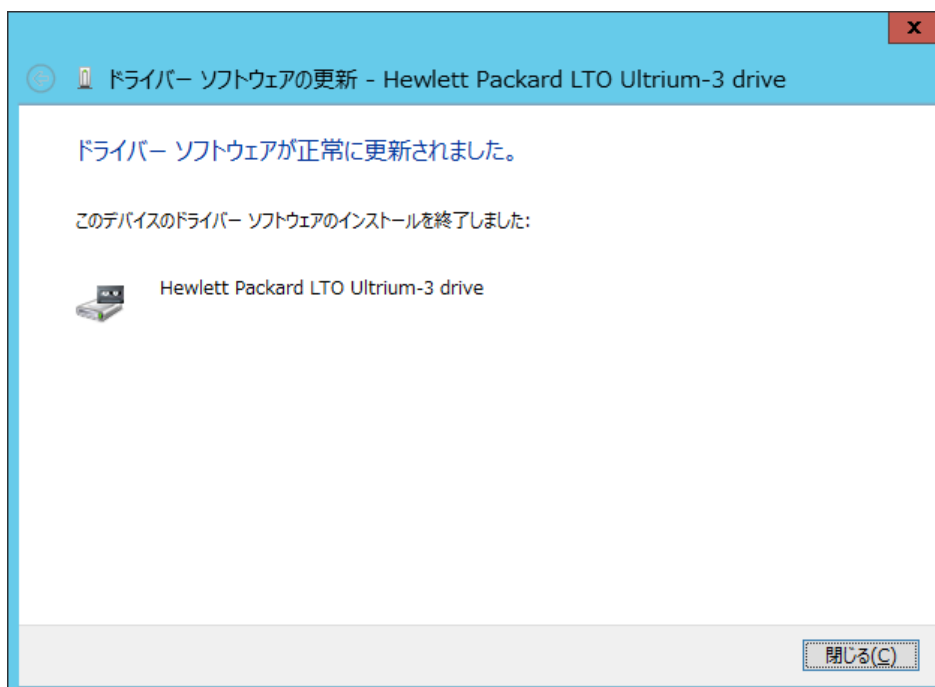 x
ドライバー ソフトウェアの更新 - Hewlett Packard LTO Ultrium-3 drive
ドライバー ソフトウェアが正常に更新されました。
このデバイスのドライバー ソフトウェアのインストールを終了しました:
Hewlett Packard LTO Ultrium-3 drive
閉じる(C)